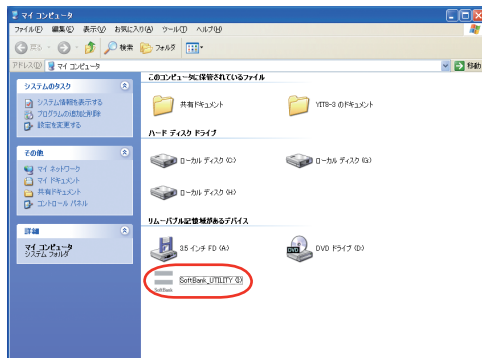 マイ コンピュータ
ファイル(F) 編集(E) 表示(V) お気に入り(A) ツール(T) ヘルプ(H)
戻る 検索 フォルダ
アドレス(D) マイ コンピュータ 移動
システムのタスク
システム情報を表示する
プログラムの追加と削除
設定を変更する
その他
マイ ネットワーク
マイ ドキュメント
共有ドキュメント
コントロール パネル
詳細
マイ コンピュータ
システム フォルダ
このコンピュータに保管されているファイル
共有ドキュメント YITS-3 のドキュメント
ハード ディスク ドライブ
ローカル ディスク (C:) ローカル ディスク (G:)
ローカル ディスク (H:)
リムーバブル記憶域があるデバイス
3.5 インチ FD (A:) DVD ドライブ (D:)
DVD
SoftBank_UTILITY
SoftBank